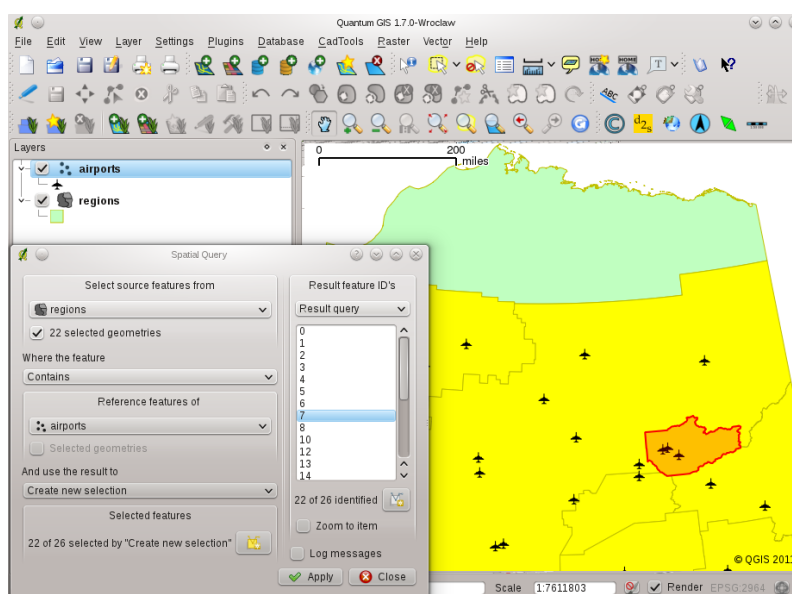 Quantum GIS 1.7.0-Wroclaw
File Edit View Layer Settings Plugins Database CadTools Raster Vector Help
Layers
airports
regions
0 200
miles
Spatial Query
Select source features from
regions
22 selected geometries
Where the feature
Contains
Reference features of
airports
Selected geometries
And use the result to
Create new selection
Selected features
22 of 26 selected by "Create new selection"
Result feature ID's
Result query
0
1
2
3
4
5
6
7
8
10
12
13
14
22 of 26 identified
Zoom to item
Log messages
Apply
Close
© QGIS 2011
Scale 1:7611803 Render EPSG:2964